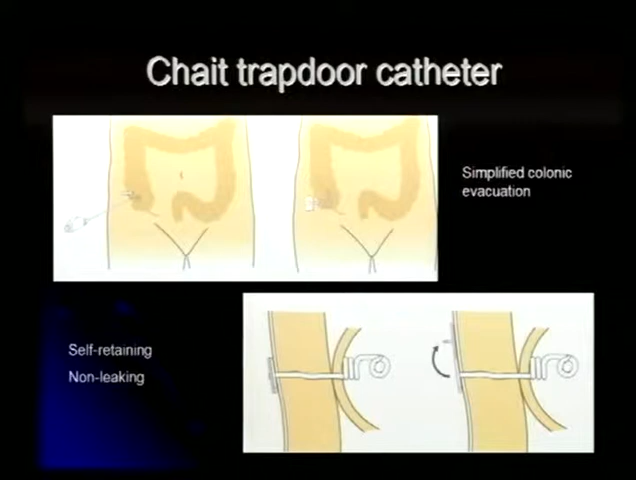 Chait trapdoor catheter
Simplified colonic
evacuation
Self-retaining
Non-leaking